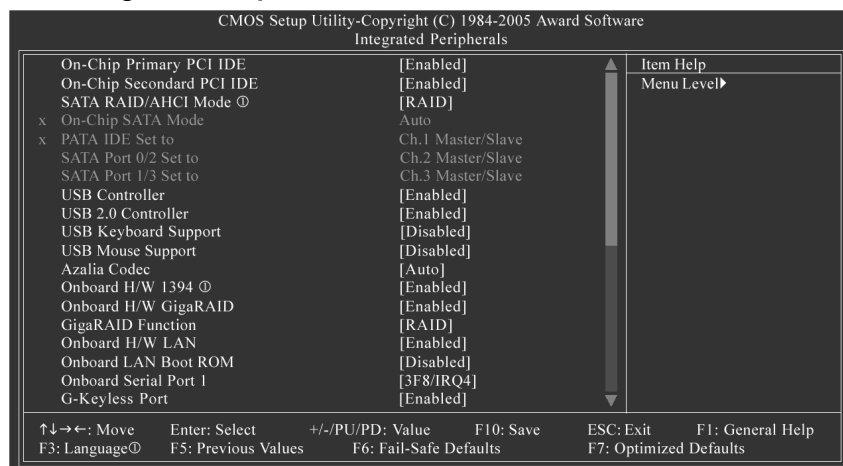 CMOS Setup Utility-Copyright (C) 1984-2005 Award Software
Integrated Peripherals
On-Chip Primary PCI IDE [Enabled]
On-Chip Secondard PCI IDE [Enabled]
SATA RAID/AHCI Mode ① [RAID]
x On-Chip SATA Mode Auto
x PATA IDE Set to Ch.1 Master/Slave
SATA Port 0/2 Set to Ch.2 Master/Slave
SATA Port 1/3 Set to Ch.3 Master/Slave
USB Controller [Enabled]
USB 2.0 Controller [Enabled]
USB Keyboard Support [Disabled]
USB Mouse Support [Disabled]
Azalia Codec [Auto]
Onboard H/W 1394 ① [Enabled]
Onboard H/W GigaRAID [Enabled]
GigaRAID Function [RAID]
Onboard H/W LAN [Enabled]
Onboard LAN Boot ROM [Disabled]
Onboard Serial Port 1 [3F8/IRQ4]
G-Keyless Port [Enabled]
Item Help
Menu Level▶
↑↓→←: Move Enter: Select +/-/PU/PD: Value F10: Save ESC: Exit F1: General Help
F3: Language① F5: Previous Values F6: Fail-Safe Defaults F7: Optimized Defaults